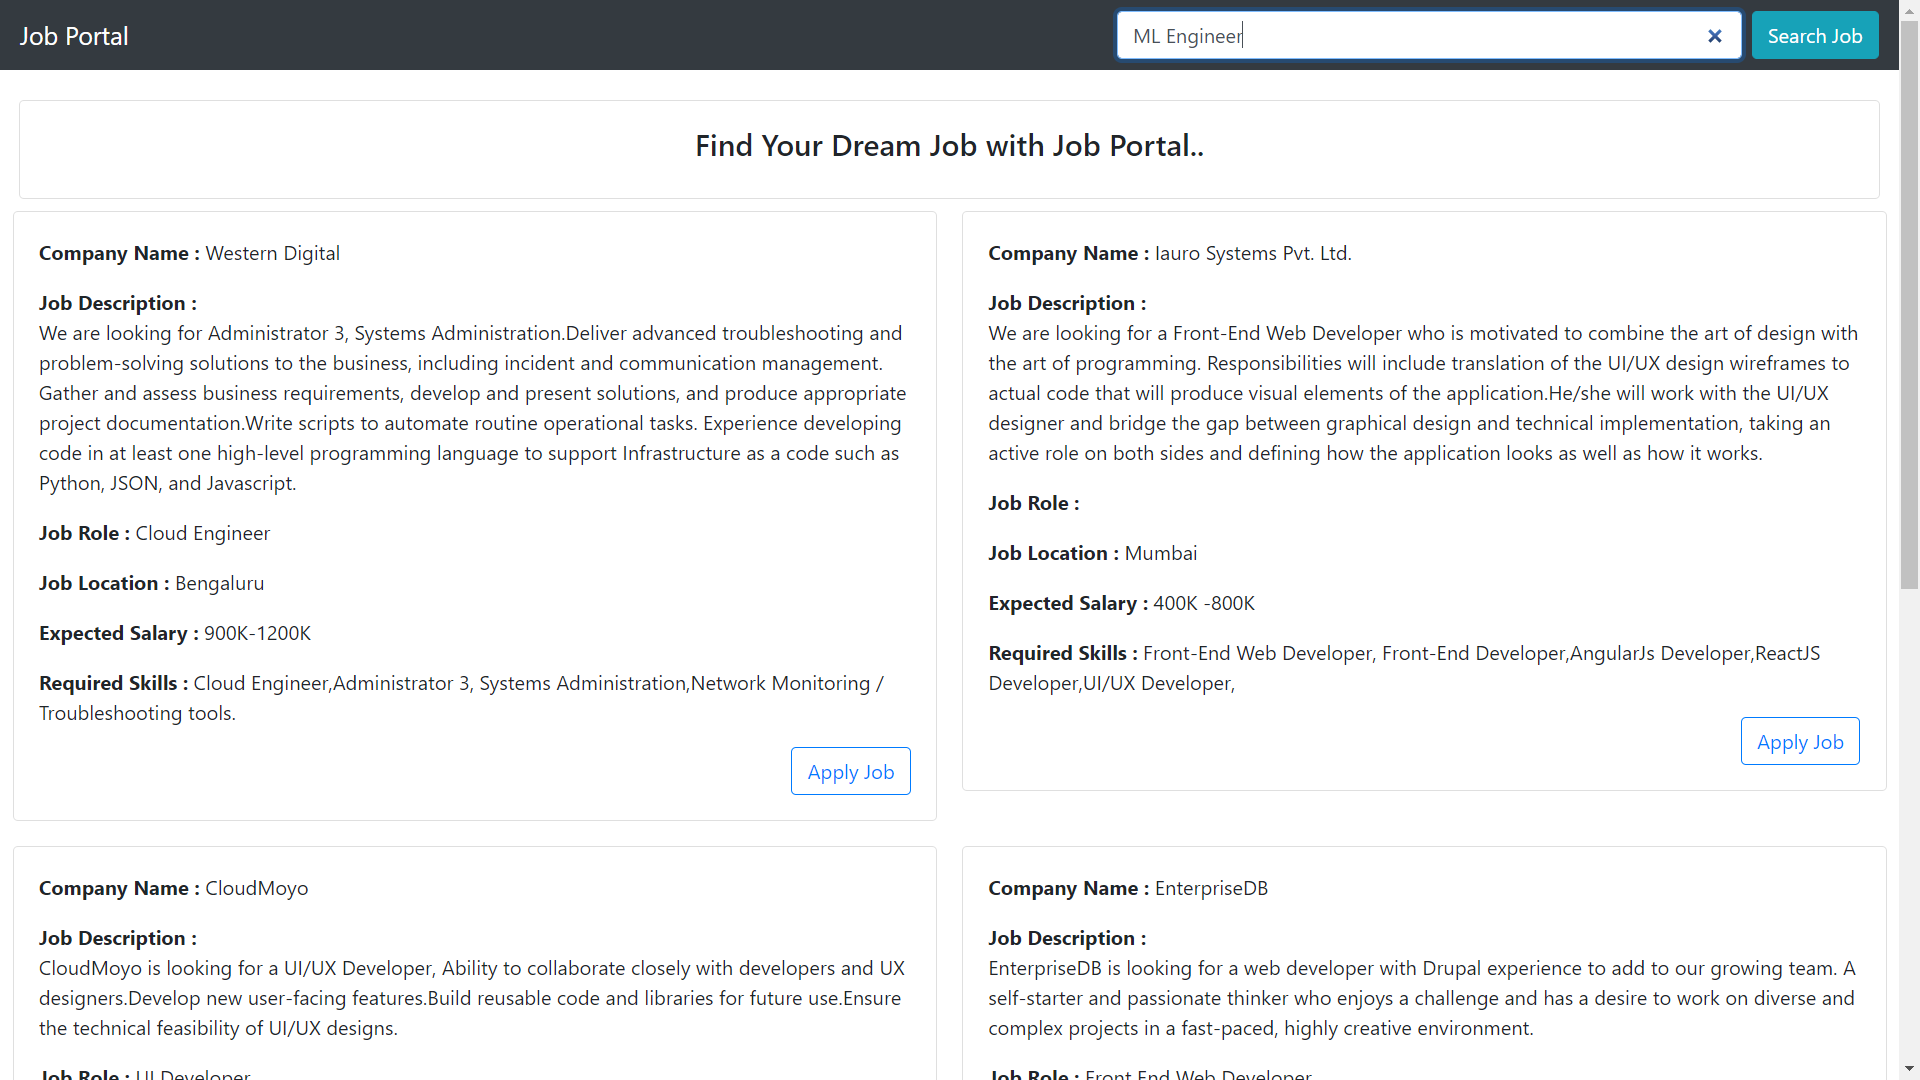 Job Portal
ML Engineer
Search Job
Find Your Dream Job with Job Portal..
Company Name : Western Digital
Job Description :
We are looking for Administrator 3, Systems Administration.Deliver advanced troubleshooting and
problem-solving solutions to the business, including incident and communication management.
Gather and assess business requirements, develop and present solutions, and produce appropriate
project documentation.Write scripts to automate routine operational tasks. Experience developing
code in at least one high-level programming language to support Infrastructure as a code such as
Python, JSON, and Javascript.
Job Role : Cloud Engineer
Job Location : Bengaluru
Expected Salary : 900K-1200K
Required Skills : Cloud Engineer,Administrator 3, Systems Administration,Network Monitoring /
Troubleshooting tools.
Apply Job
Company Name : Iauro Systems Pvt. Ltd.
Job Description :
We are looking for a Front-End Web Developer who is motivated to combine the art of design with
the art of programming. Responsibilities will include translation of the UI/UX design wireframes to
actual code that will produce visual elements of the application.He/she will work with the UI/UX
designer and bridge the gap between graphical design and technical implementation, taking an
active role on both sides and defining how the application looks as well as how it works.
Job Role :
Job Location : Mumbai
Expected Salary : 400K -800K
Required Skills : Front-End Web Developer, Front-End Developer,AngularJs Developer,ReactJS
Developer,UI/UX Developer,
Apply Job
Company Name : CloudMoyo
Job Description :
CloudMoyo is looking for a UI/UX Developer, Ability to collaborate closely with developers and UX
designers.Develop new user-facing features.Build reusable code and libraries for future use.Ensure
the technical feasibility of UI/UX designs.
Job Role : UI Developer
Company Name : EnterpriseDB
Job Description :
EnterpriseDB is looking for a web developer with Drupal experience to add to our growing team. A
self-starter and passionate thinker who enjoys a challenge and has a desire to work on diverse and
complex projects in a fast-paced, highly creative environment.
Job Role : Front End Web Developer